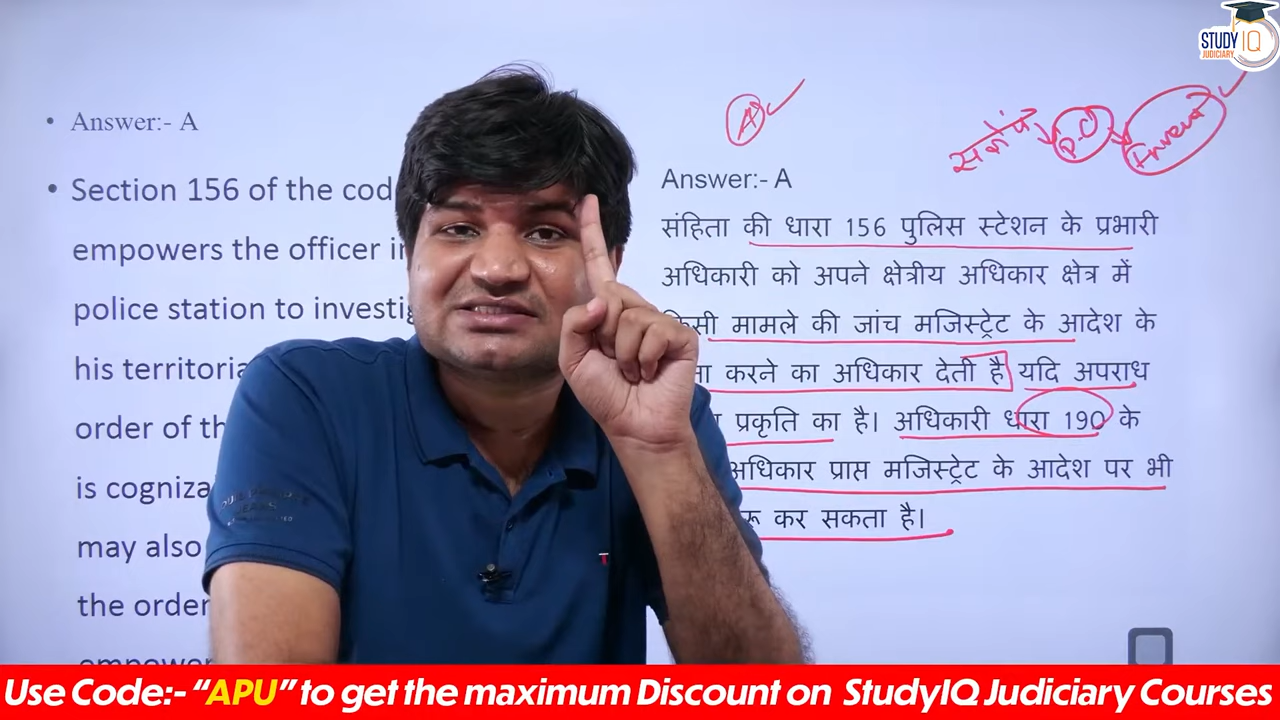 STUDY IQ
JUDICIARY
• Answer:- A
• Section 156 of the cod
empowers the officer in
police station to investig
his territoria
order of th
is cogniza
may also
the order
empower
A
संज्ञेय
P.O
Answer:- A
संहिता की धारा 156 पुलिस स्टेशन के प्रभारी
अधिकारी को अपने क्षेत्रीय अधिकार क्षेत्र में
किसी मामले की जांच मजिस्ट्रेट के आदेश के
ना करने का अधिकार देती है यदि अपराध
प्रकृति का है। अधिकारी धारा 190 के
अधिकार प्राप्त मजिस्ट्रेट के आदेश पर भी
रू कर सकता है।
Use Code:- “APU” to get the maximum Discount on StudyIQ Judiciary Courses